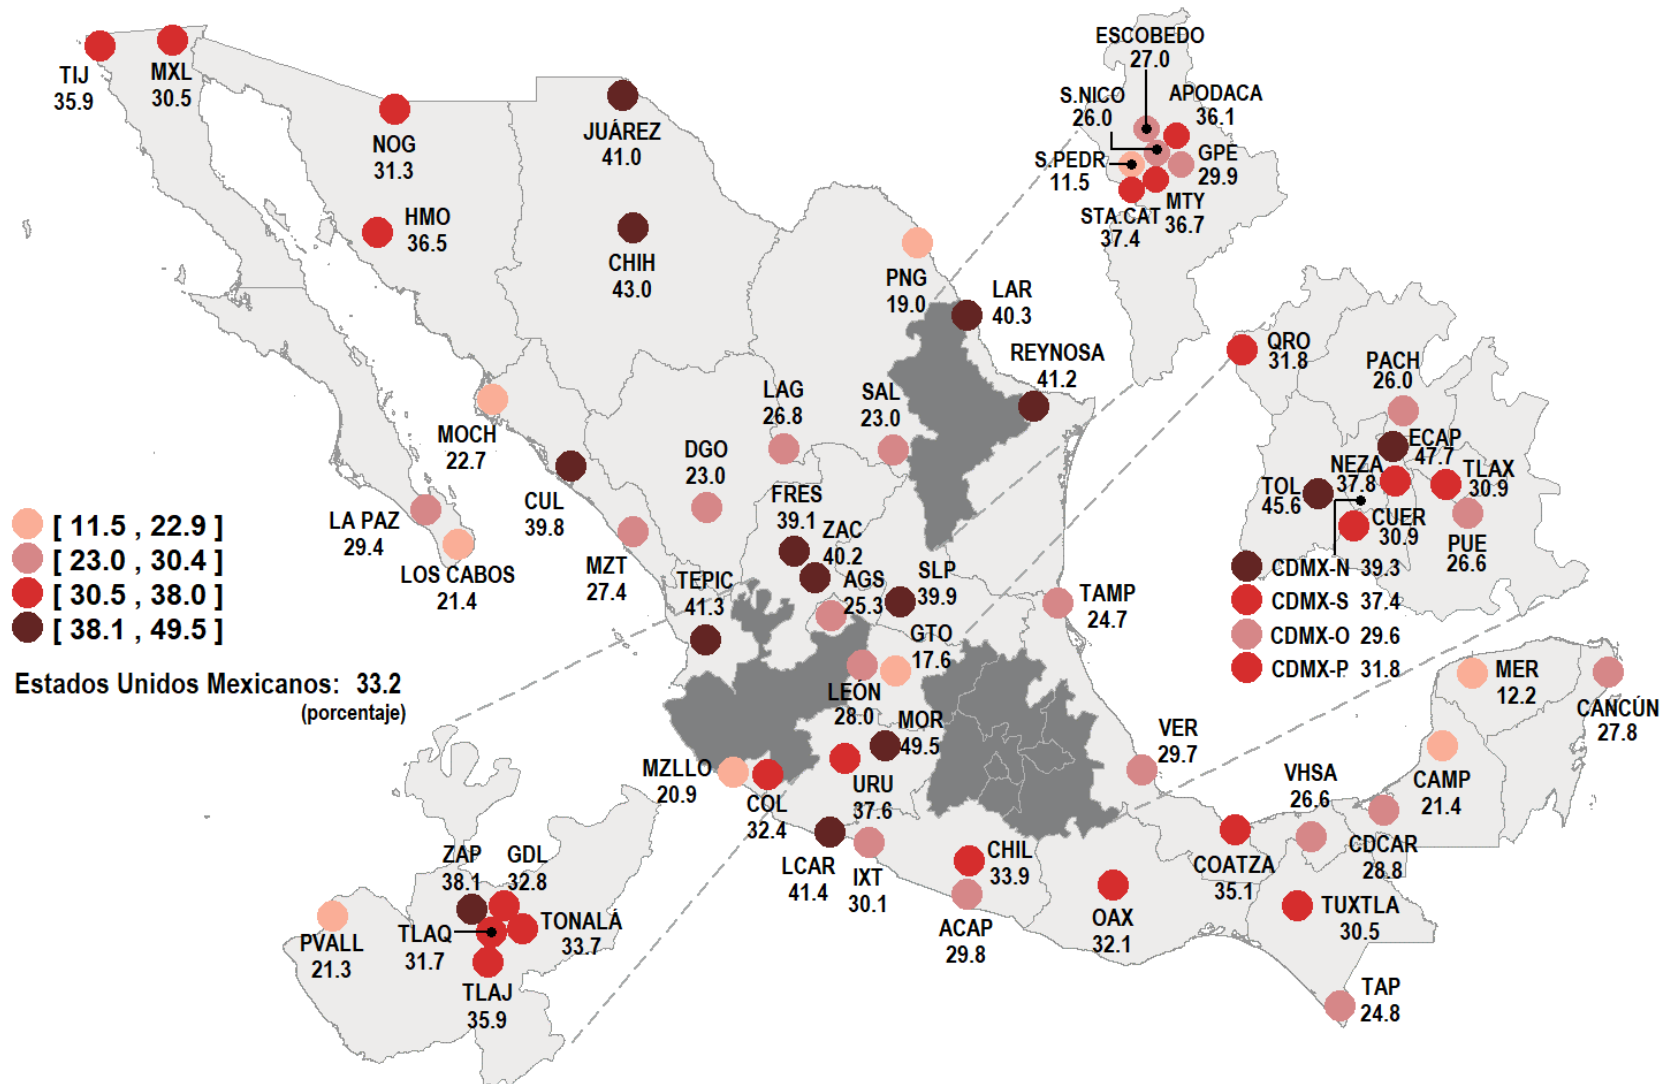 TIJ
35.9
MXL
30.5
NOG
31.3
HMO
36.5
JUÁREZ
41.0
CHIH
43.0
PNG
19.0
LAR
40.3
REYNOSA
41.2
ESCOBEDO
27.0
S.NICO
26.0
APODACA
36.1
S.PEDR
11.5
GPE
29.9
STA.CAT
37.4
MTY
36.7
MOCH
22.7
CUL
39.8
LA PAZ
29.4
LOS CABOS
21.4
MZT
27.4
DGO
23.0
LAG
26.8
SAL
23.0
FRES
39.1
ZAC
40.2
TEPIC
41.3
AGS
25.3
SLP
39.9
GTO
17.6
TAMP
24.7
LEÓN
28.0
MOR
49.5
MZLLO
20.9
COL
32.4
URU
37.6
LCAR
41.4
IXT
30.1
CHIL
33.9
ACAP
29.8
OAX
32.1
VER
29.7
COATZA
35.1
VHSA
26.6
CDCAR
28.8
TUXTLA
30.5
TAP
24.8
CAMP
21.4
MER
12.2
CANCÚN
27.8
QRO
31.8
PACH
26.0
ECAP
47.7
NEZA
37.8
TLAX
30.9
TOL
45.6
CUER
30.9
PUE
26.6
CDMX-N 39.3
CDMX-S 37.4
CDMX-O 29.6
CDMX-P 31.8
[ 11.5 , 22.9 ]
[ 23.0 , 30.4 ]
[ 30.5 , 38.0 ]
[ 38.1 , 49.5 ]
Estados Unidos Mexicanos: 33.2
(porcentaje)
ZAP
38.1
GDL
32.8
TONALÁ
33.7
TLAQ
31.7
PVALL
21.3
TLAJ
35.9